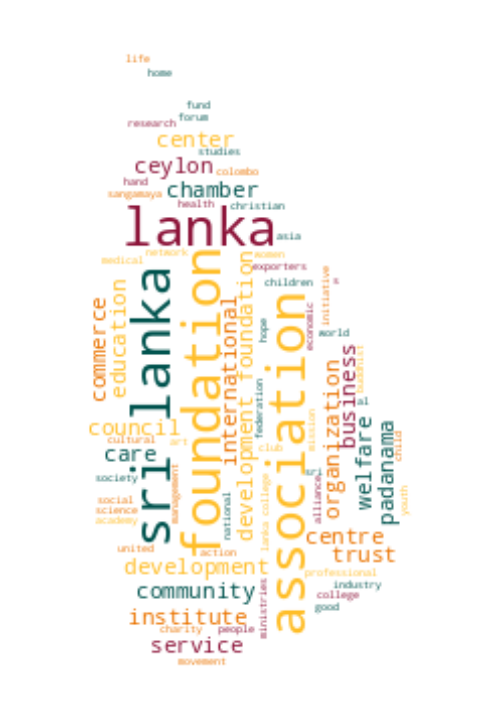 life
home
fund
forum
research
center
studies
ceylon
colombo
hand
chamber
sangamaya
health
christian
lanka
asia
network
women
medical
exporters
children
initiative
s
commerce
education
sri lanka
foundation
international
development foundation
hope
association
economic
world
business
buddhist
al
council
cultural
art
care
federation
club
mission
organization
welfare
padanama
child
society
management
sri
youth
social
science
academy
national
lanka college
alliance
centre
trust
united
action
development
professional
industry
community
college
good
institute
charity
people
ministries
service
movement